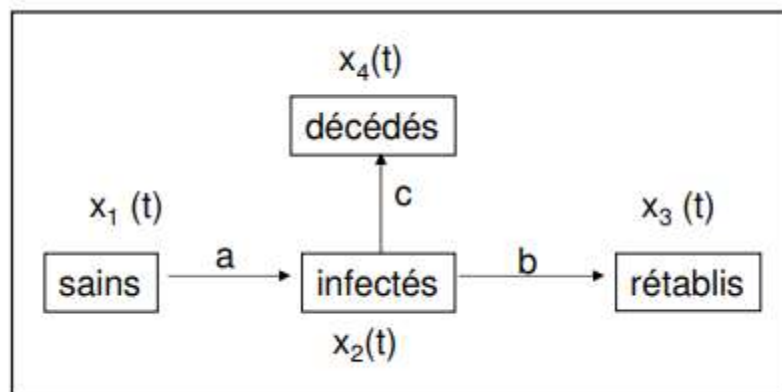 x₄(t)
décédés
x₁ (t)
c
x₃ (t)
sains
a
infectés
b
rétablis
x₂(t)